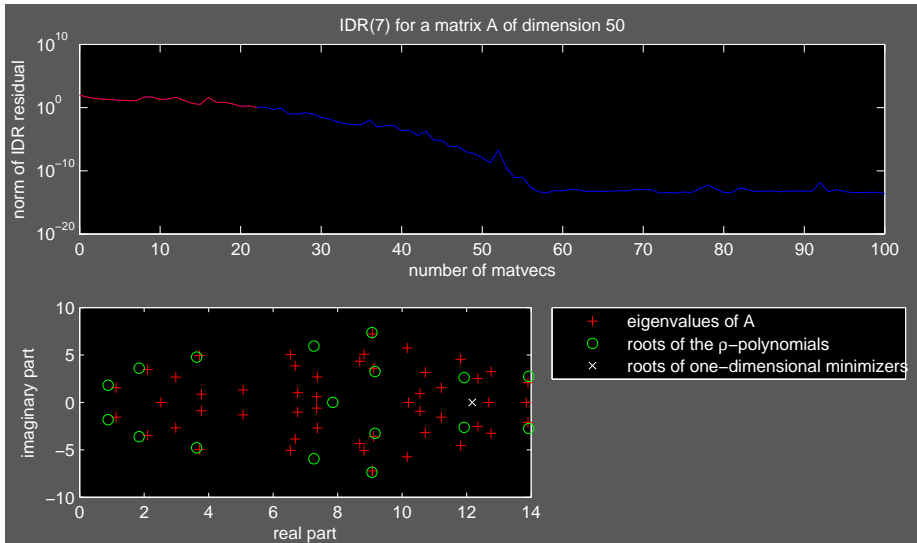 IDR(7) for a matrix A of dimension 50
norm of IDR residual
10^10
10^0
10^-10
10^-20
0 10 20 30 40 50 60 70 80 90 100
number of matvecs
imaginary part
10
5
0
-5
-10
0 2 4 6 8 10 12 14
real part
eigenvalues of A
roots of the ρ-polynomials
roots of one-dimensional minimizers